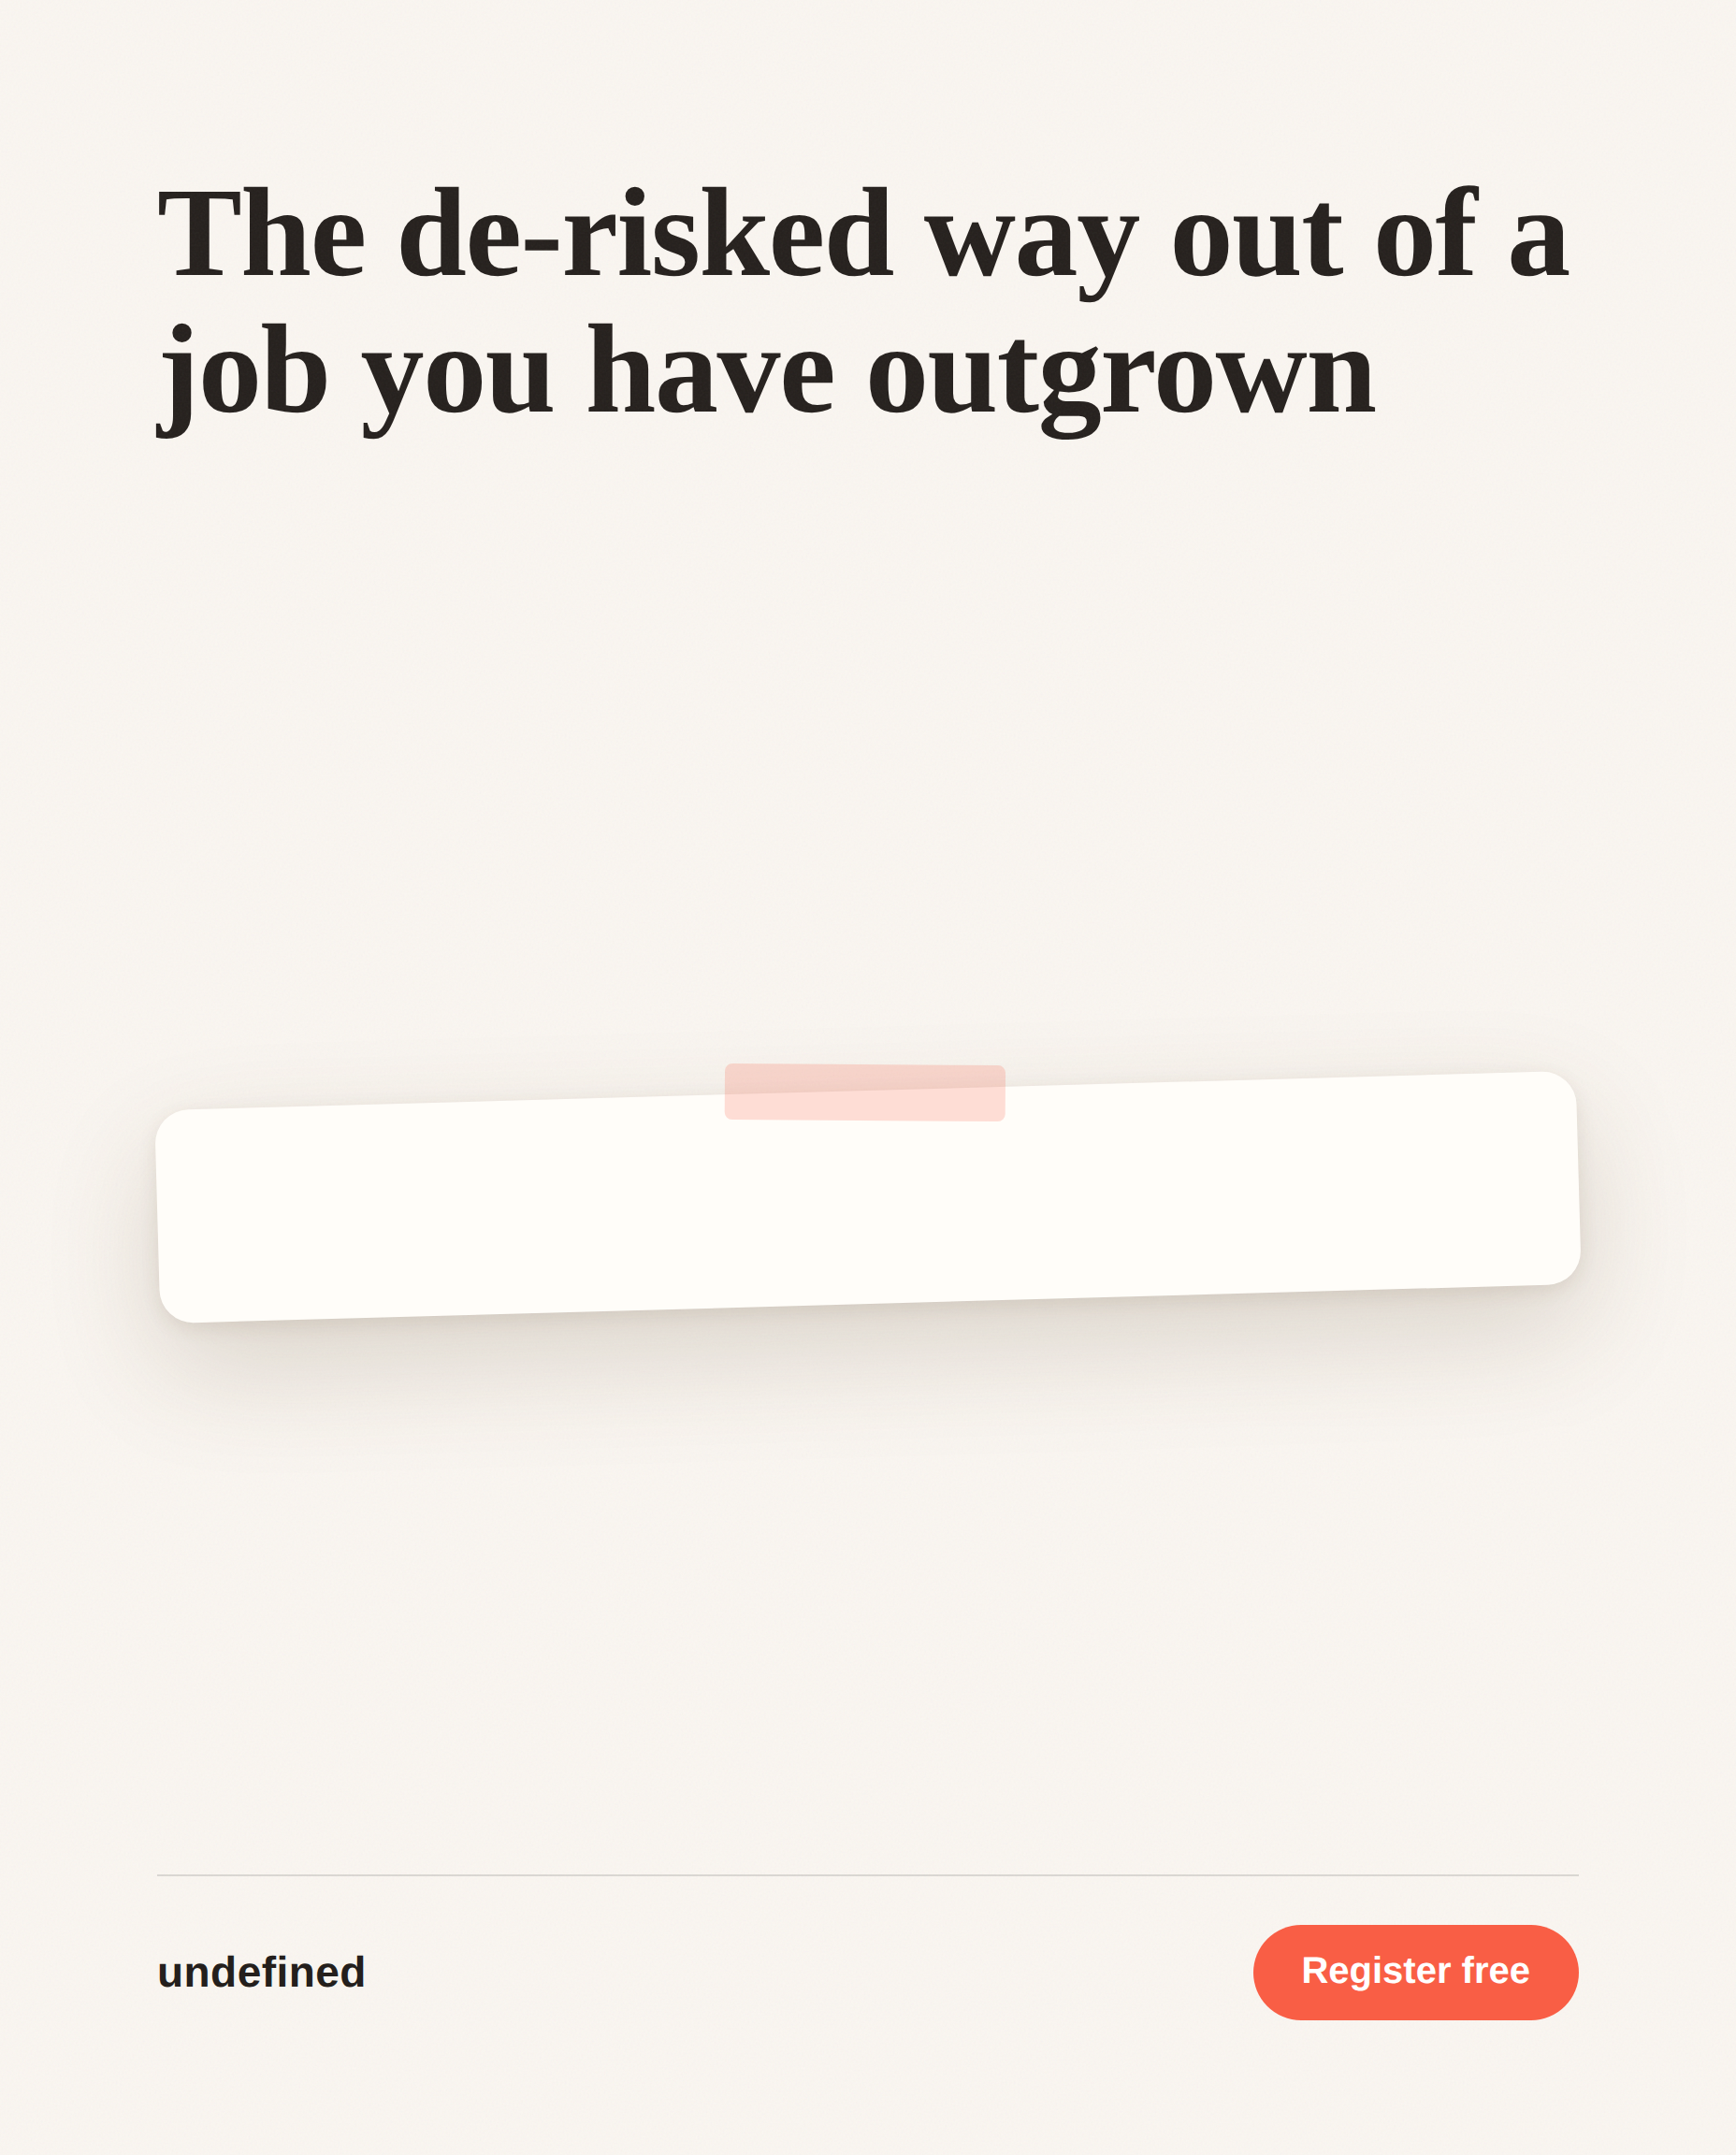 The de-risked way out of a
job you have outgrown
undefined
Register free